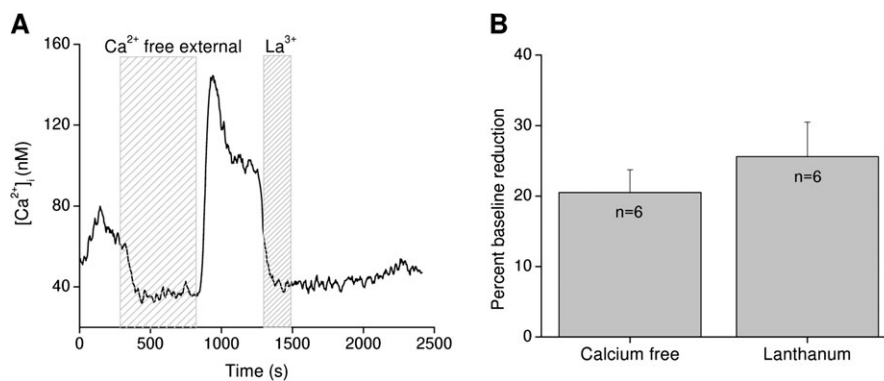 A
Ca²⁺ free external
La³⁺
160
120
80
40
[Ca²⁺]ᵢ (nM)
0
500
1000
1500
2000
2500
Time (s)
B
40
30
20
10
0
Percent baseline reduction
n=6
n=6
Calcium free
Lanthanum